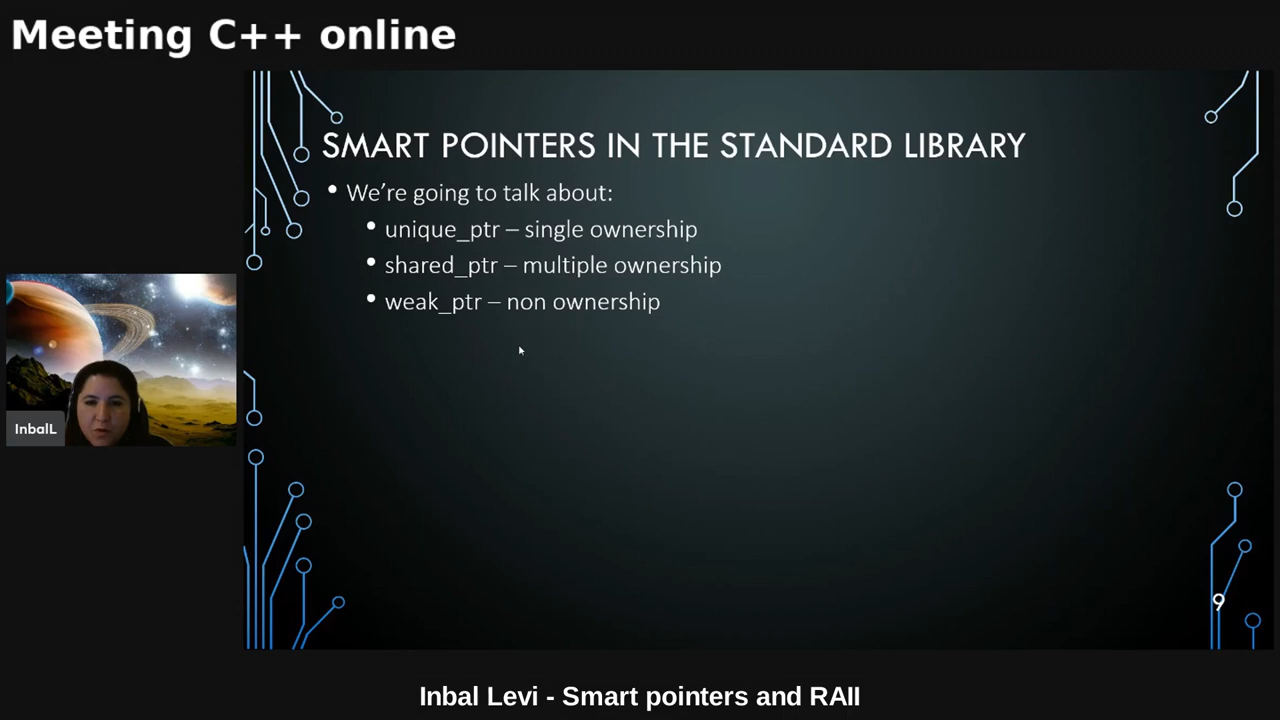 Meeting C++ online
SMART POINTERS IN THE STANDARD LIBRARY
• We're going to talk about:
• unique_ptr – single ownership
• shared_ptr – multiple ownership
• weak_ptr – non ownership
InbalL
9
Inbal Levi - Smart pointers and RAII